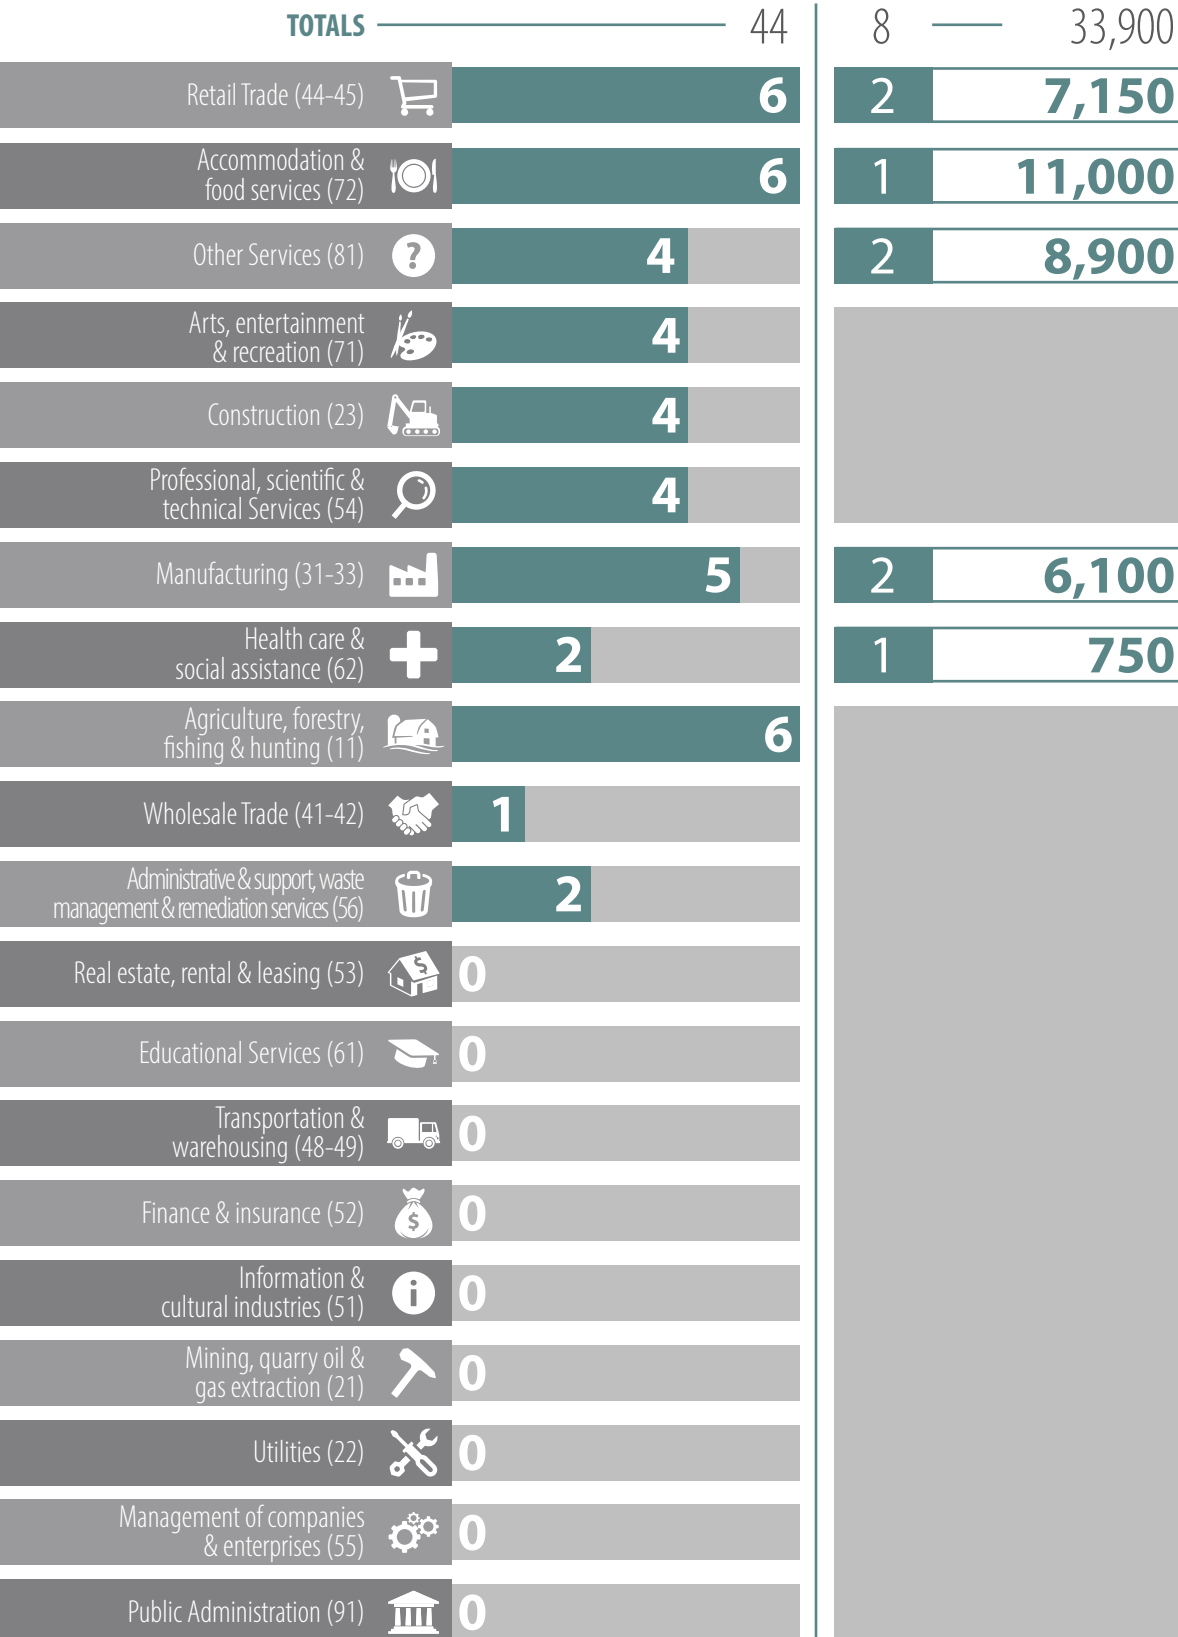 TOTALS 44 8 33,900
Retail Trade (44-45) 6 2 7,150
Accommodation &
food services (72) 6 1 11,000
Other Services (81) ? 4 2 8,900
Arts, entertainment
& recreation (71) 4
Construction (23) 4
Professional, scientific &
technical Services (54) 4
Manufacturing (31-33) 5 2 6,100
Health care &
social assistance (62) 2 1 750
Agriculture, forestry,
fishing & hunting (11) 6
Wholesale Trade (41-42) 1
Administrative & support, waste
management & remediation services (56) 2
Real estate, rental & leasing (53) $ 0
Educational Services (61) 0
Transportation &
warehousing (48-49) 0
Finance & insurance (52) $ 0
Information &
cultural industries (51) i 0
Mining, quarry oil &
gas extraction (21) 0
Utilities (22) 0
Management of companies
& enterprises (55) 0
Public Administration (91) 0